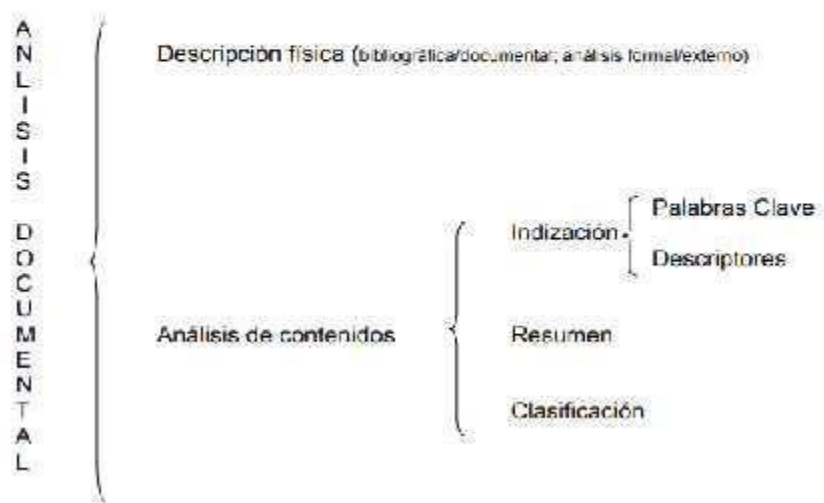 ANLISIS DOCUMENTAL
Descripción física (bibliográfica/documental, análisis formal/externo)
Indización
Palabras Clave
Descriptores
Análisis de contenidos
Resumen
Clasificación